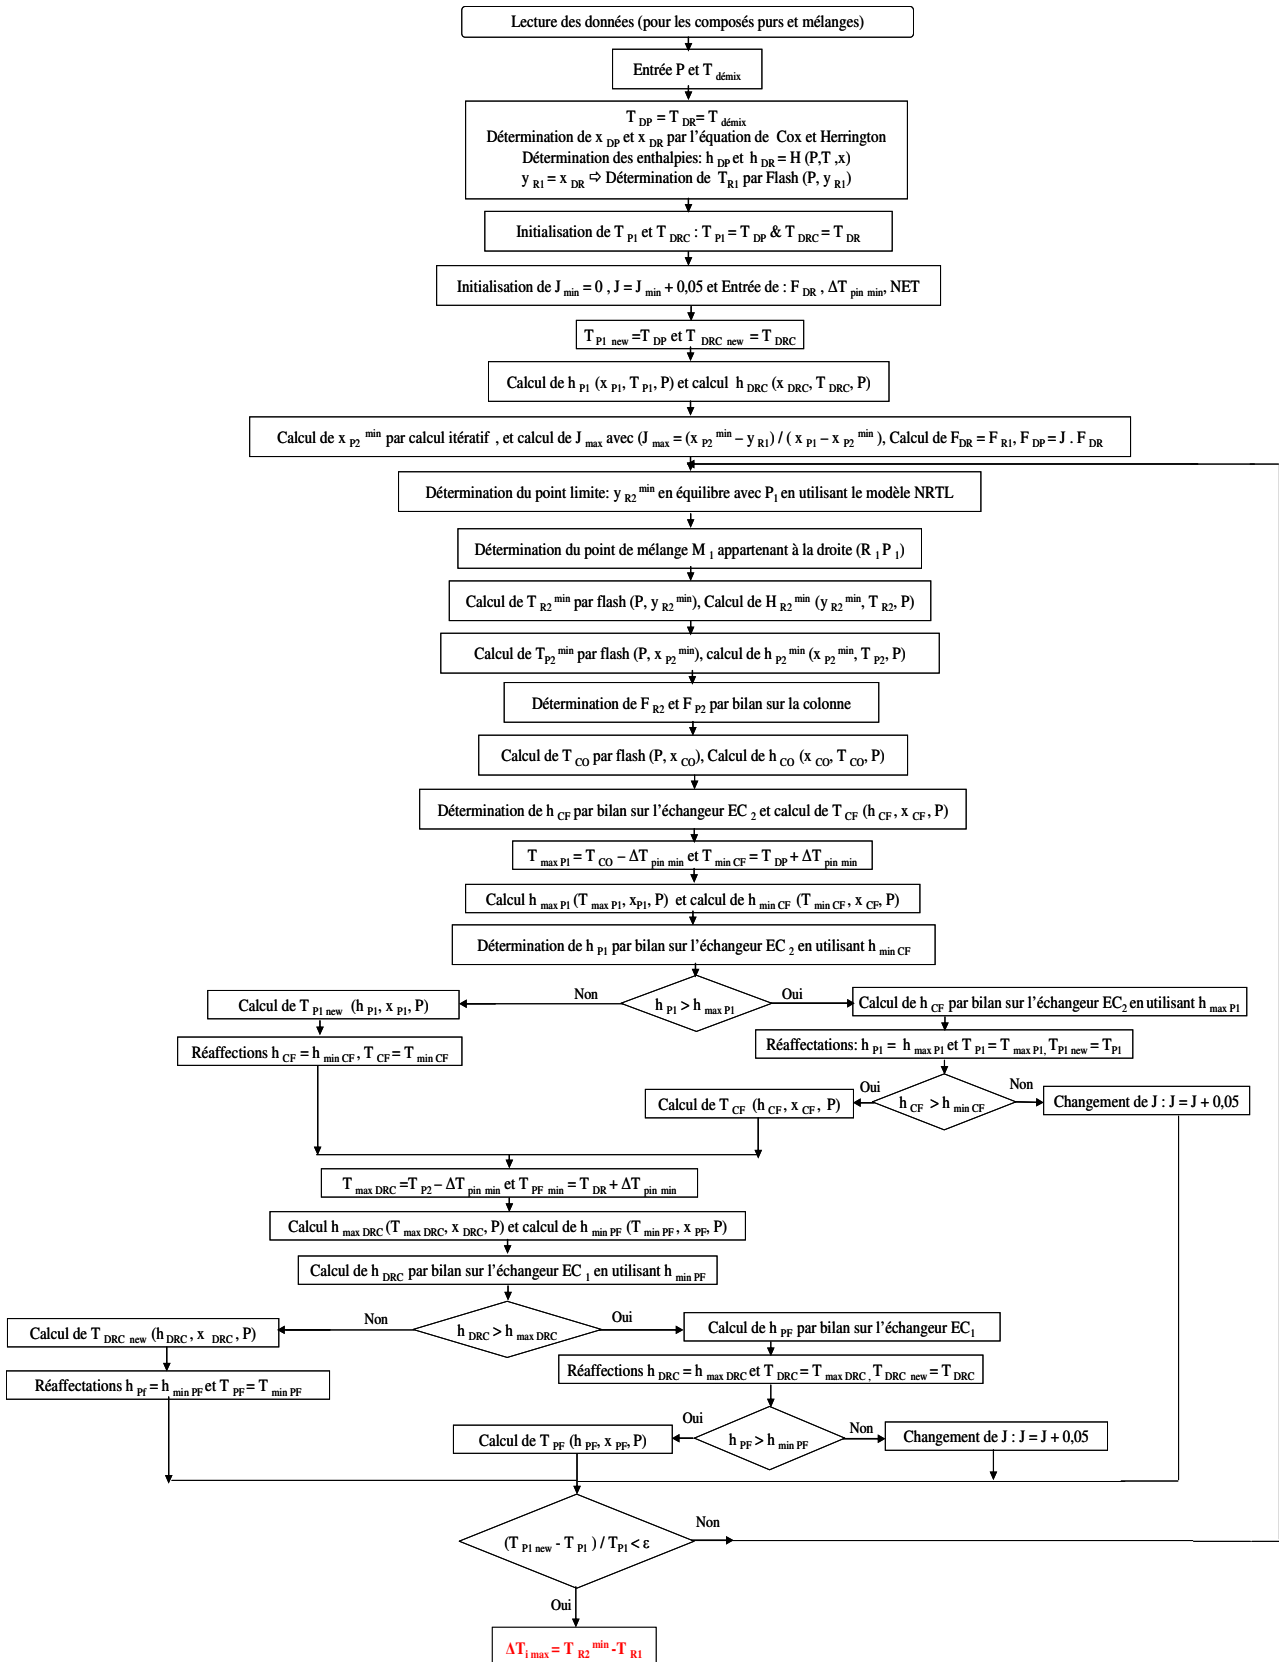 Lecture des données (pour les composés purs et mélanges)
Entrée P et T démix
T DP = T DR= T démix
Détermination de x DP et x DR par l'équation de Cox et Herrington
Détermination des enthalpies: h DP et h DR = H (P,T ,x)
y R1 = x DR ⇨ Détermination de T R1 par Flash (P, y R1)
Initialisation de T P1 et T DRC : T P1 = T DP & T DRC = T DR
Initialisation de J min = 0 , J = J min + 0,05 et Entrée de : F DR , ΔT pin min, NET
T P1 new =T DP et T DRC new = T DRC
Calcul de h P1 (x P1, T P1, P) et calcul h DRC (x DRC, T DRC, P)
Calcul de x P2 min par calcul itératif , et calcul de J max avec (J max = (x P2 min – y R1) / ( x P1 – x P2 min ), Calcul de F DR = F R1, F DP = J . F DR
Détermination du point limite: y R2 min en équilibre avec P 1 en utilisant le modèle NRTL
Détermination du point de mélange M 1 appartenant à la droite (R 1 P 1)
Calcul de T R2 min par flash (P, y R2 min), Calcul de H R2 min (y R2 min, T R2, P)
Calcul de T P2 min par flash (P, x P2 min), calcul de h P2 min (x P2 min, T P2, P)
Détermination de F R2 et F P2 par bilan sur la colonne
Calcul de T CO par flash (P, x CO), Calcul de h CO (x CO, T CO, P)
Détermination de h CF par bilan sur l'échangeur EC 2 et calcul de T CF (h CF, x CF, P)
T max P1 = T CO – ΔT pin min et T min CF = T DP + ΔT pin min
Calcul h max P1 (T max P1, x P1, P) et calcul de h min CF (T min CF, x CF, P)
Détermination de h P1 par bilan sur l'échangeur EC 2 en utilisant h min CF
h P1 > h max P1
Non
Oui
Calcul de T P1 new (h P1, x P1, P)
Calcul de h CF par bilan sur l'échangeur EC2 en utilisant h max P1
Réaffections h CF = h min CF, T CF = T min CF
Réaffectations: h P1 = h max P1 et T P1 = T max P1, T P1 new = T P1
Oui
Non
h CF > h min CF
Calcul de T CF (h CF, x CF, P)
Changement de J : J = J + 0,05
T max DRC =T P2 – ΔT pin min et T PF min = T DR + ΔT pin min
Calcul h max DRC (T max DRC, x DRC, P) et calcul de h min PF (T min PF, x PF, P)
Calcul de h DRC par bilan sur l'échangeur EC 1 en utilisant h min PF
h DRC > h max DRC
Non
Oui
Calcul de T DRC new (h DRC, x DRC, P)
Calcul de h PF par bilan sur l'échangeur EC1
Réaffectations h Pf = h min PF et T PF = T min PF
Réaffections h DRC = h max DRC et T DRC = T max DRC, T DRC new = T DRC
Oui
Non
h PF > h min PF
Calcul de T PF (h PF, x PF, P)
Changement de J : J = J + 0,05
(T P1 new - T P1 ) / T P1 < ε
Non
Oui
ΔT i max = T R2 min -T R1